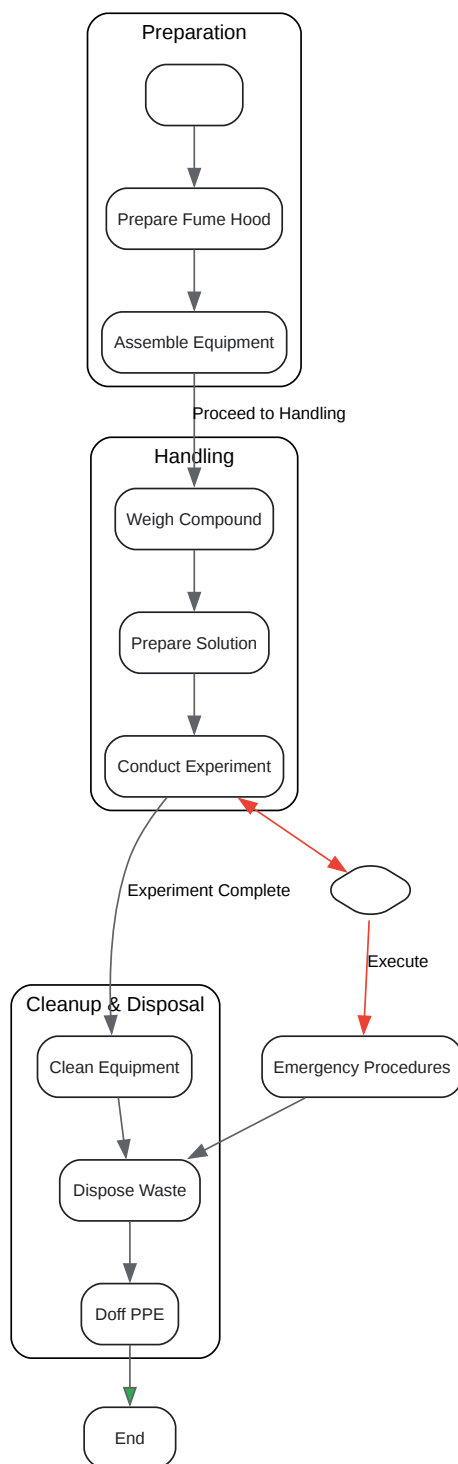 Preparation
Prepare Fume Hood
Assemble Equipment
Proceed to Handling
Handling
Weigh Compound
Prepare Solution
Conduct Experiment
Experiment Complete
Execute
Cleanup & Disposal
Clean Equipment
Emergency Procedures
Dispose Waste
Doff PPE
End